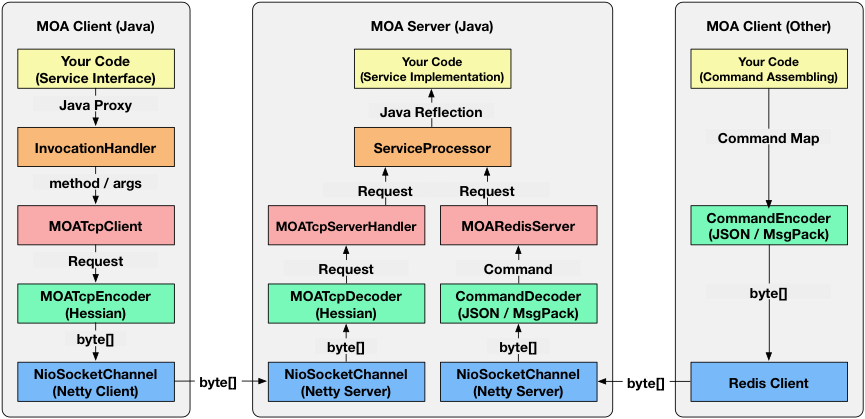 MOA Client (Java)
Your Code
(Service Interface)
Java Proxy
InvocationHandler
method / args
MOATcpClient
Request
MOATcpEncoder
(Hessian)
byte[]
NioSocketChannel
(Netty Client)
byte[]
MOA Server (Java)
Your Code
(Service Implementation)
Java Reflection
ServiceProcessor
Request
Request
MOATcpServerHandler
MOARedisServer
Request
Command
MOATcpDecoder
(Hessian)
CommandDecoder
(JSON / MsgPack)
byte[]
byte[]
NioSocketChannel
(Netty Server)
NioSocketChannel
(Netty Server)
byte[]
MOA Client (Other)
Your Code
(Command Assembling)
Command Map
CommandEncoder
(JSON / MsgPack)
byte[]
Redis Client